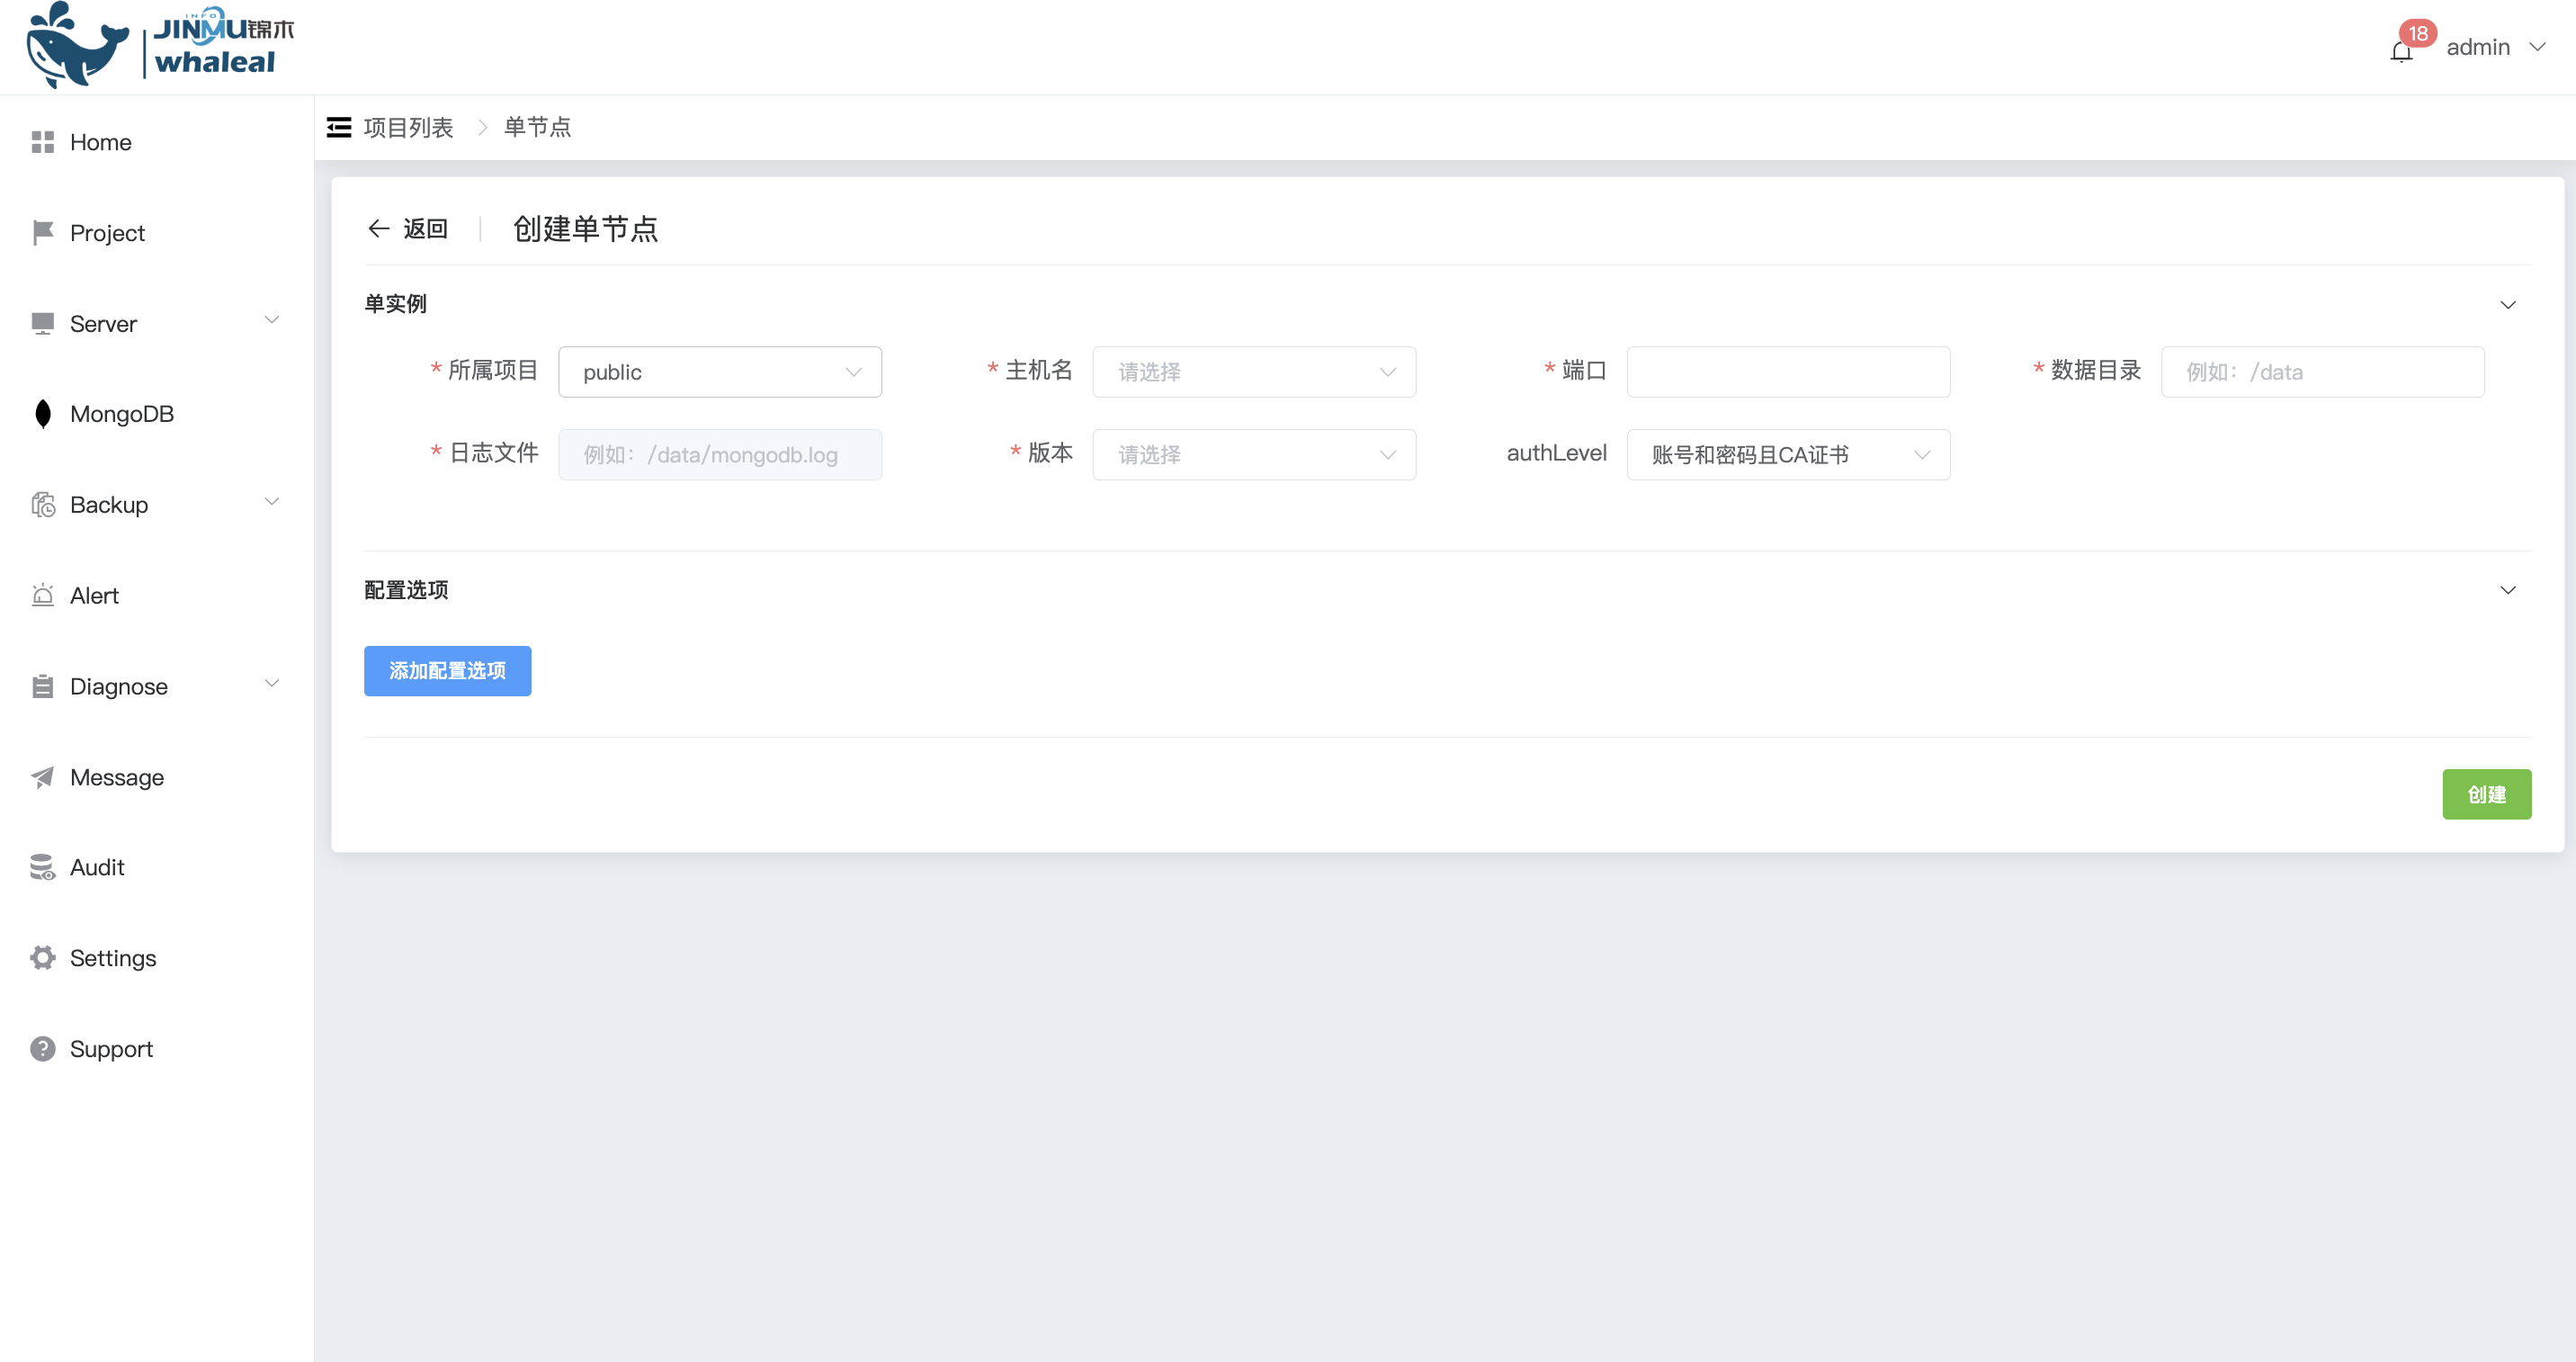 INFO
JINMU锦木
whaleal
18
admin
Home
Project
Server
MongoDB
Backup
Alert
Diagnose
Message
Audit
Settings
Support
项目列表 单节点
返回 创建单节点
单实例
* 所属项目 public * 主机名 请选择 * 端口 * 数据目录 例如：/data
* 日志文件 例如：/data/mongodb.log * 版本 请选择 authLevel 账号和密码且CA证书
配置选项
添加配置选项
创建